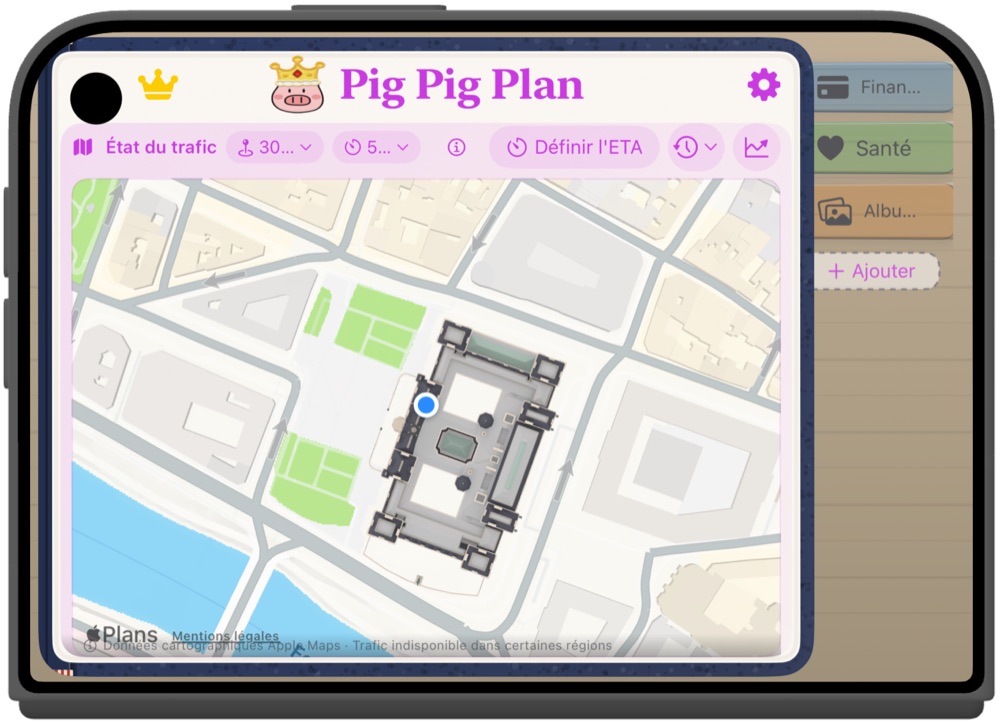 Pig Pig Plan
État du trafic 30... 5... Définir l'ETA
Finan...
Santé
Albu...
+ Ajouter
Plans Mentions légales
Données cartographiques Apple Maps · Trafic indisponible dans certaines régions